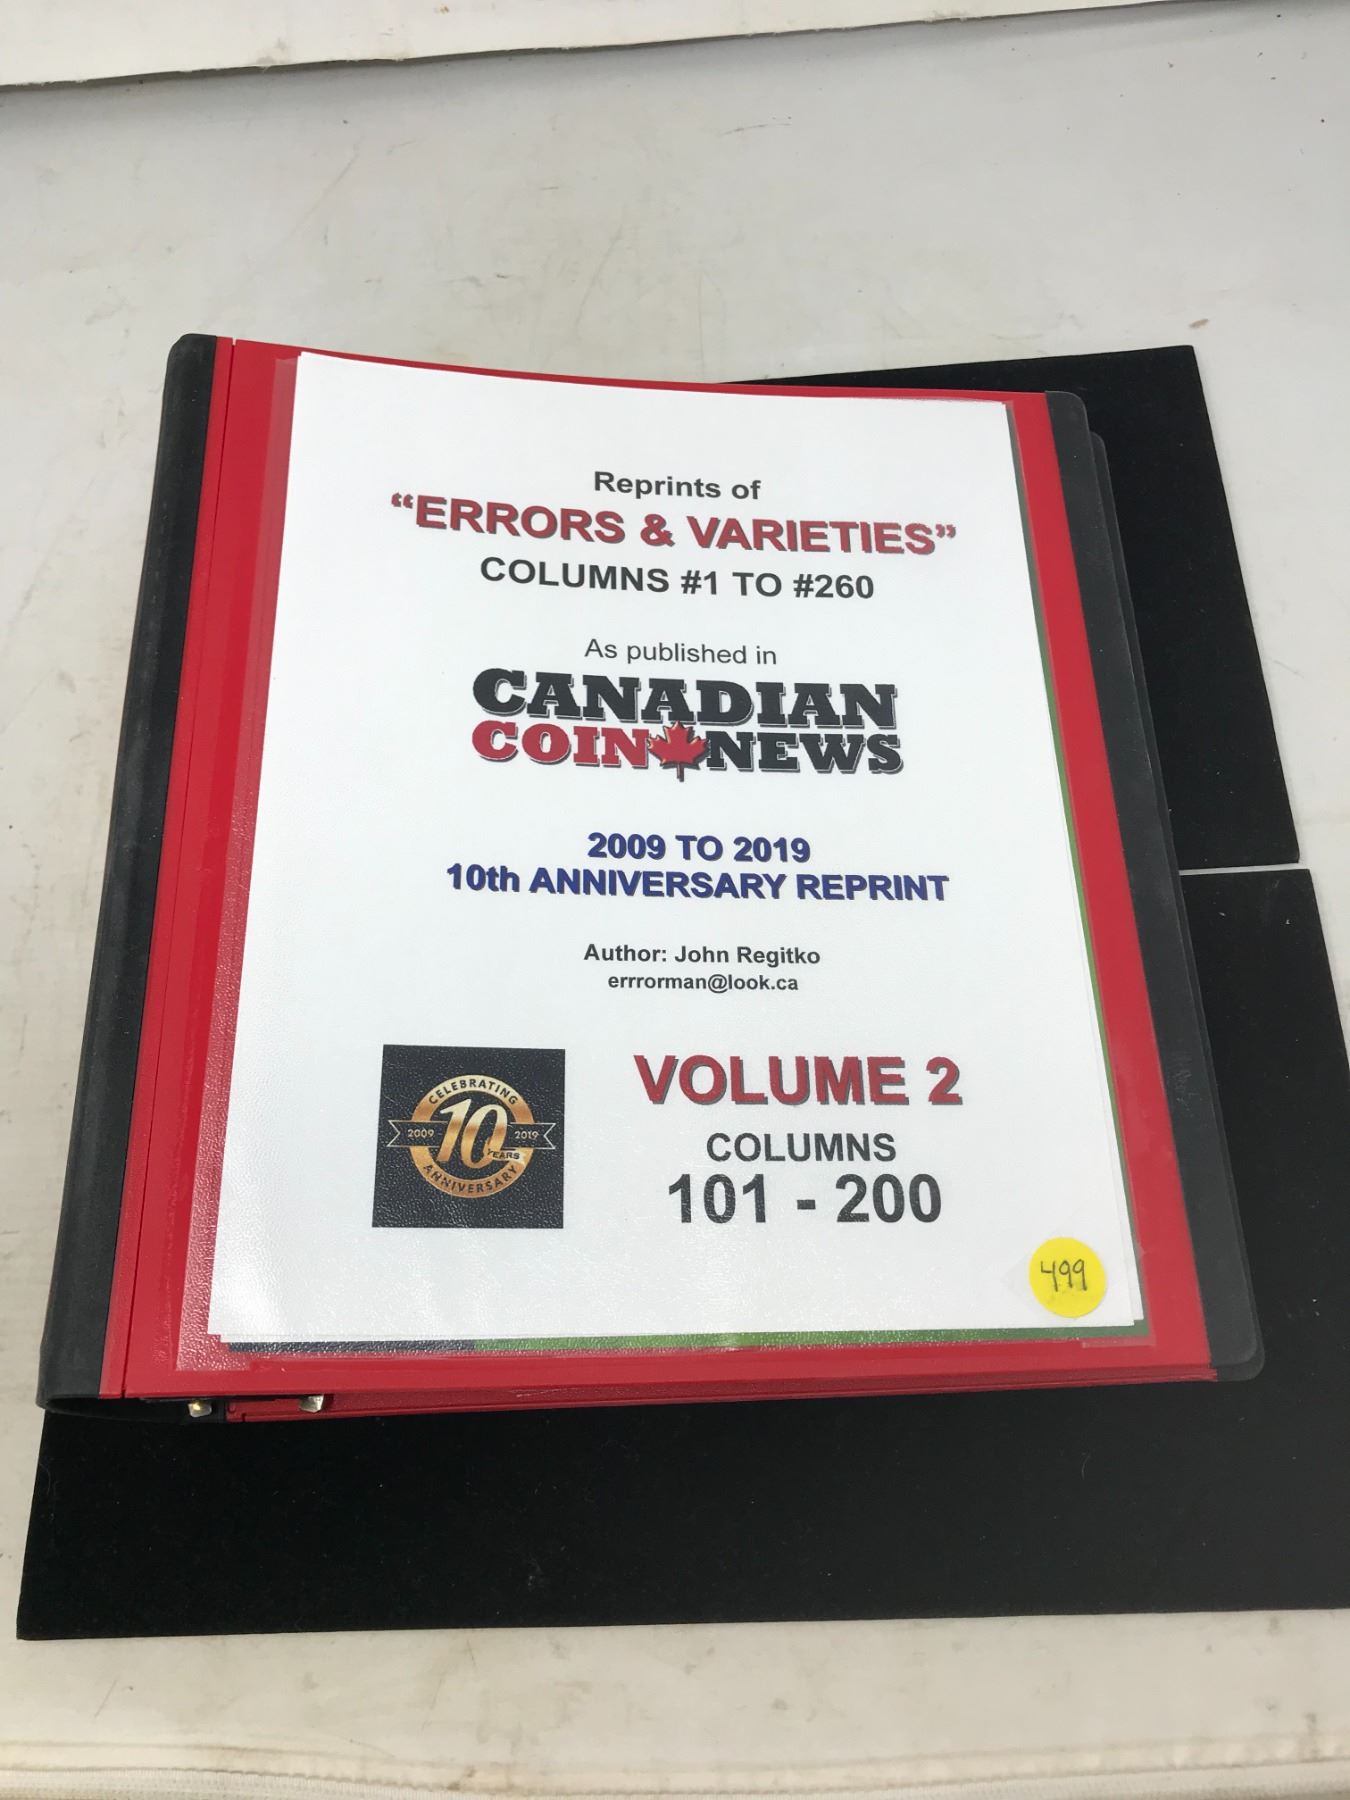 Reprints of
“ERRORS & VARIETIES”
COLUMNS #1 TO #260
As published in
CANADIAN
COIN NEWS
2009 TO 2019
10th ANNIVERSARY REPRINT
Author: John Regitko
errrorman@look.ca
CELEBRATING
2009 10 2019
YEARS
ANNIVERSARY
VOLUME 2
COLUMNS
101 - 200
499